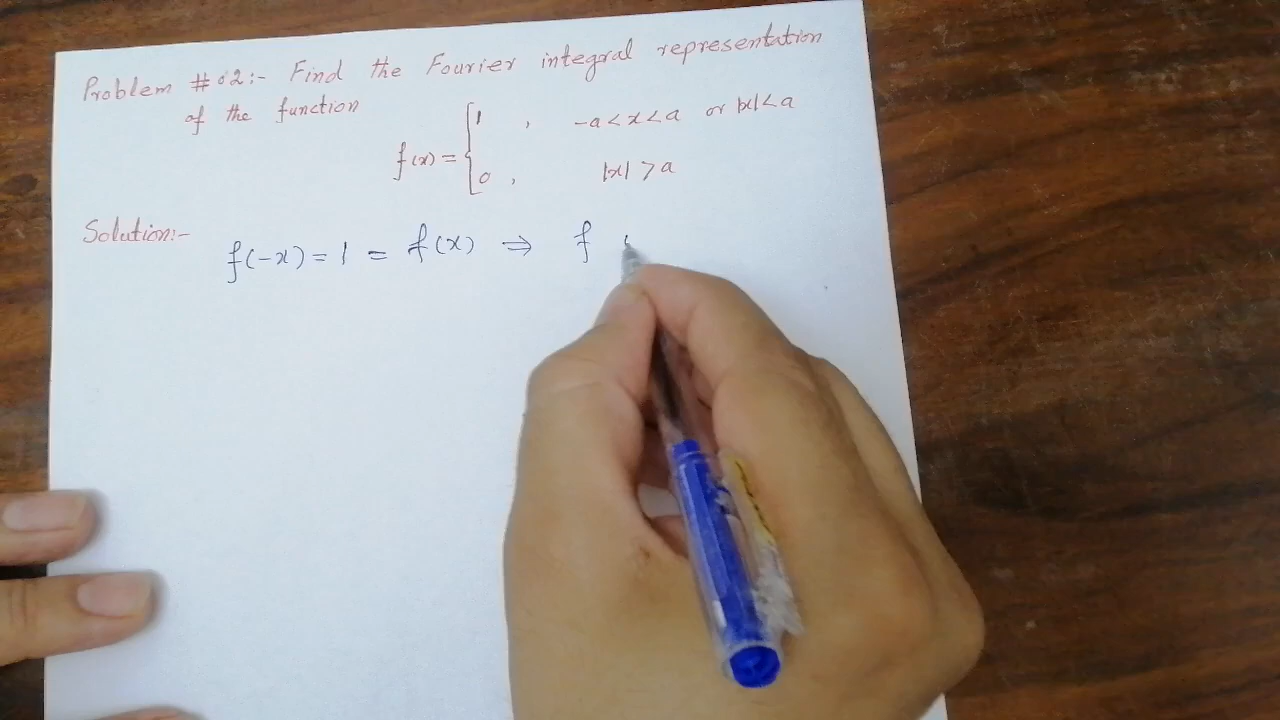 Problem #02:- Find the Fourier integral representation
of the function
f(x) = { 1 , -a < x < a or |x| < a
0 , |x| > a
Solution:-
f(-x) = 1 = f(x) ⇒ f